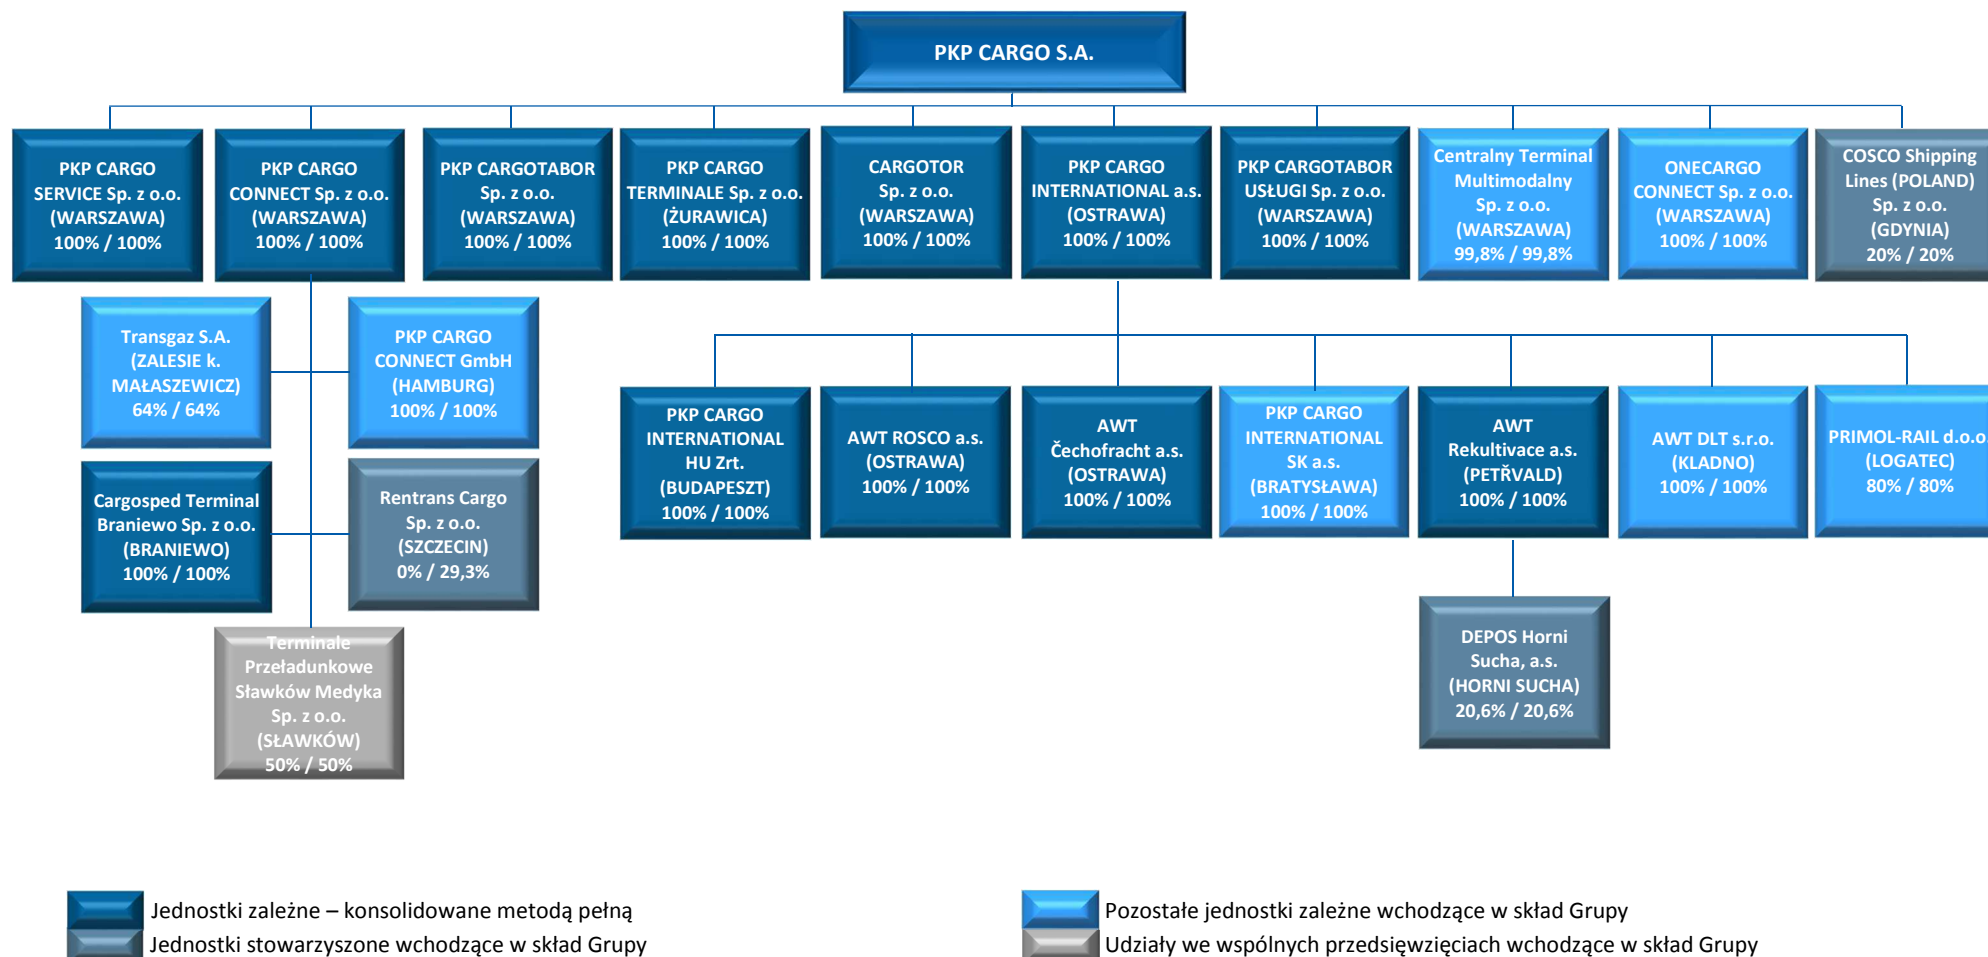 PKP CARGO S.A.
PKP CARGO
SERVICE Sp. z o.o.
(WARSZAWA)
100% / 100%
PKP CARGO
CONNECT Sp. z o.o.
(WARSZAWA)
100% / 100%
PKP CARGOTABOR
Sp. z o.o.
(WARSZAWA)
100% / 100%
PKP CARGO
TERMINALE Sp. z o.o.
(ŻURAWICA)
100% / 100%
CARGOTOR
Sp. z o.o.
(WARSZAWA)
100% / 100%
PKP CARGO
INTERNATIONAL a.s.
(OSTRAWA)
100% / 100%
PKP CARGOTABOR
USŁUGI Sp. z o.o.
(WARSZAWA)
100% / 100%
Centralny Terminal
Multimodalny
Sp. z o.o.
(WARSZAWA)
99,8% / 99,8%
ONECARGO
CONNECT Sp. z o.o.
(WARSZAWA)
100% / 100%
COSCO Shipping
Lines (POLAND)
Sp. z o.o.
(GDYNIA)
20% / 20%
Transgaz S.A.
(ZALESIE k.
MAŁASZEWICZ)
64% / 64%
PKP CARGO
CONNECT GmbH
(HAMBURG)
100% / 100%
Cargosped Terminal
Braniewo Sp. z o.o.
(BRANIEWO)
100% / 100%
Rentrans Cargo
Sp. z o.o.
(SZCZECIN)
0% / 29,3%
Terminale
Przeładunkowe
Sławków Medyka
Sp. z o.o.
(SŁAWKÓW)
50% / 50%
PKP CARGO
INTERNATIONAL
HU Zrt.
(BUDAPESZT)
100% / 100%
AWT ROSCO a.s.
(OSTRAWA)
100% / 100%
AWT
Čechofracht a.s.
(OSTRAWA)
100% / 100%
PKP CARGO
INTERNATIONAL
SK a.s.
(BRATYSŁAWA)
100% / 100%
AWT
Rekultivace a.s.
(PETŘVALD)
100% / 100%
AWT DLT s.r.o.
(KLADNO)
100% / 100%
PRIMOL-RAIL d.o.o.
(LOGATEC)
80% / 80%
DEPOS Horni
Sucha, a.s.
(HORNI SUCHA)
20,6% / 20,6%
Jednostki zależne – konsolidowane metodą pełną
Pozostałe jednostki zależne wchodzące w skład Grupy
Jednostki stowarzyszone wchodzące w skład Grupy
Udziały we wspólnych przedsięwzięciach wchodzące w skład Grupy